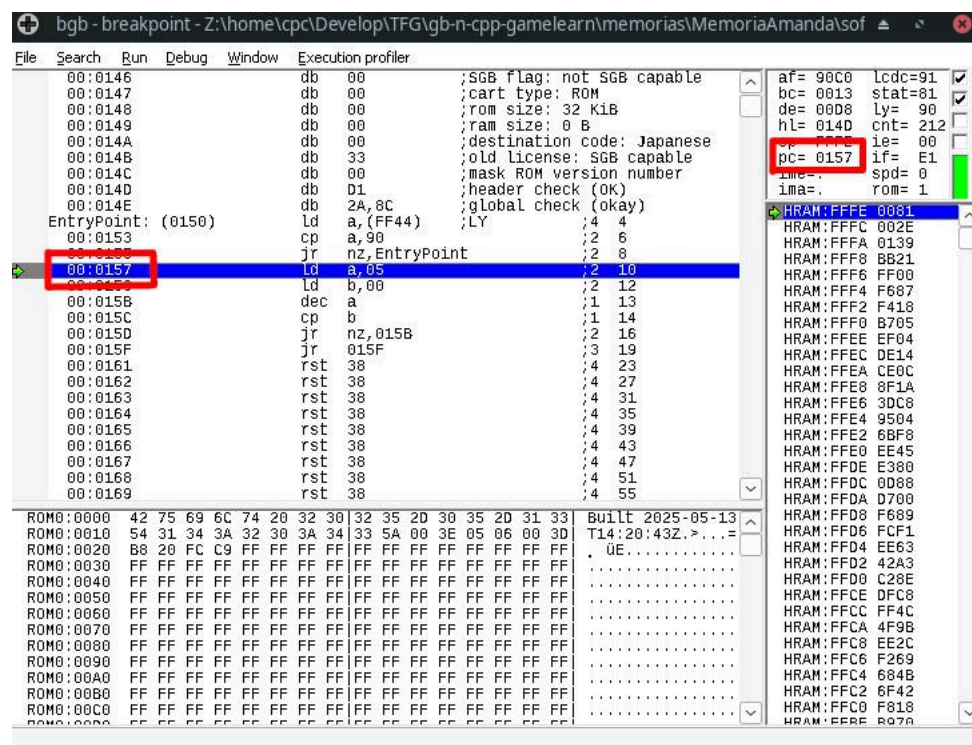 bgb - breakpoint - Z:\home\cpc\Develop\TFG\gb-n-cpp-gamelearn\memorias\MemoriaAmanda\sof
File Search Run Debug Window Execution profiler
00:0146 db 00 ;SGB flag: not SGB capable
00:0147 db 00 ;cart type: ROM
00:0148 db 00 ;rom size: 32 KiB
00:0149 db 00 ;ram size: 0 B
00:014A db 00 ;destination code: Japanese
00:014B db 33 ;old license: SGB capable
00:014C db 00 ;mask ROM version number
00:014D db D1 ;header check (OK)
00:014E db 2A,8C ;global check (okay)
EntryPoint: (0150) ld a,(FF44) ;LY ;4 4
00:0153 cp a,90 ;2 6
jr nz,EntryPoint ;2 8
00:0157 ld a,05 ;2 10
ld b,00 ;2 12
00:015B dec a ;1 13
00:015C cp b ;1 14
00:015D jr nz,015B ;2 16
00:015F jr 015F ;3 19
00:0161 rst 38 ;4 23
00:0162 rst 38 ;4 27
00:0163 rst 38 ;4 31
00:0164 rst 38 ;4 35
00:0165 rst 38 ;4 39
00:0166 rst 38 ;4 43
00:0167 rst 38 ;4 47
00:0168 rst 38 ;4 51
00:0169 rst 38 ;4 55
af= 90C0 lcdc=91
bc= 0013 stat=81
de= 00D8 ly= 90
hl= 014D cnt= 212
ie= 00
pc= 0157 if= E1
ime=. spd= 0
ima=. rom= 1
HRAM:FFFE 0081
HRAM:FFFC 002E
HRAM:FFFA 0139
HRAM:FFF8 BB21
HRAM:FFF6 FF00
HRAM:FFF4 F687
HRAM:FFF2 F418
HRAM:FFF0 B705
HRAM:FFEE EF04
HRAM:FFEC DE14
HRAM:FFEA CE0C
HRAM:FFE8 8F1A
HRAM:FFE6 3DC8
HRAM:FFE4 9504
HRAM:FFE2 6BF8
HRAM:FFE0 EE45
HRAM:FFDE E380
HRAM:FFDC 0D88
HRAM:FFDA D700
HRAM:FFD8 F689
HRAM:FFD6 FCF1
HRAM:FFD4 EE63
HRAM:FFD2 42A3
HRAM:FFD0 C28E
HRAM:FFCE DFC8
HRAM:FFCC FF4C
HRAM:FFCA 4F9B
HRAM:FFC8 EE2C
HRAM:FFC6 F269
HRAM:FFC4 684B
HRAM:FFC2 6F42
HRAM:FFC0 F818
HRAM:FFBE B970
ROM0:0000 42 75 69 6C 74 20 32 30|32 35 2D 30 35 2D 31 33| Built 2025-05-13
ROM0:0010 54 31 34 3A 32 30 3A 34|33 5A 00 3E 05 06 00 3D| T14:20:43Z.>...=
ROM0:0020 B8 20 FC C9 FF FF FF FF|FF FF FF FF FF FF FF FF| . üÉ............
ROM0:0030 FF FF FF FF FF FF FF FF|FF FF FF FF FF FF FF FF| ................
ROM0:0040 FF FF FF FF FF FF FF FF|FF FF FF FF FF FF FF FF| ................
ROM0:0050 FF FF FF FF FF FF FF FF|FF FF FF FF FF FF FF FF| ................
ROM0:0060 FF FF FF FF FF FF FF FF|FF FF FF FF FF FF FF FF| ................
ROM0:0070 FF FF FF FF FF FF FF FF|FF FF FF FF FF FF FF FF| ................
ROM0:0080 FF FF FF FF FF FF FF FF|FF FF FF FF FF FF FF FF| ................
ROM0:0090 FF FF FF FF FF FF FF FF|FF FF FF FF FF FF FF FF| ................
ROM0:00A0 FF FF FF FF FF FF FF FF|FF FF FF FF FF FF FF FF| ................
ROM0:00B0 FF FF FF FF FF FF FF FF|FF FF FF FF FF FF FF FF| ................
ROM0:00C0 FF FF FF FF FF FF FF FF|FF FF FF FF FF FF FF FF| ................